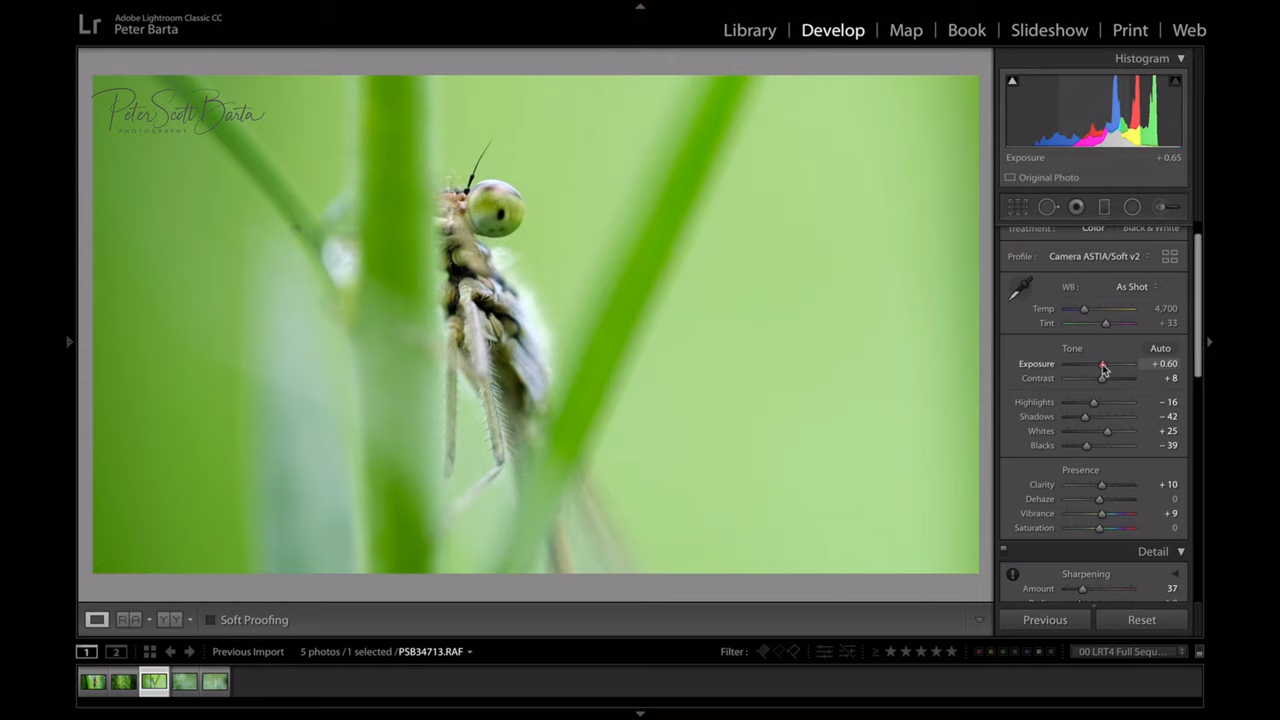 Lr
Adobe Lightroom Classic CC
Peter Barta
Library | Develop | Map | Book | Slideshow | Print | Web
Histogram
Peter Scott Barta
PHOTOGRAPHY
Exposure + 0.65
Original Photo
Treatment : Color Black & White
Profile : Camera ASTIA/Soft v2
WB : As Shot
Temp 4,700
Tint + 33
Tone Auto
Exposure + 0.60
Contrast + 8
Highlights − 16
Shadows − 42
Whites + 25
Blacks − 39
Presence
Clarity + 10
Dehaze 0
Vibrance + 9
Saturation 0
Detail
Sharpening
Amount 37
Previous Reset
R A Y Y Soft Proofing
1 2 Previous Import 5 photos / 1 selected / PSB34713.RAF Filter : 00 LRT4 Full Sequ...